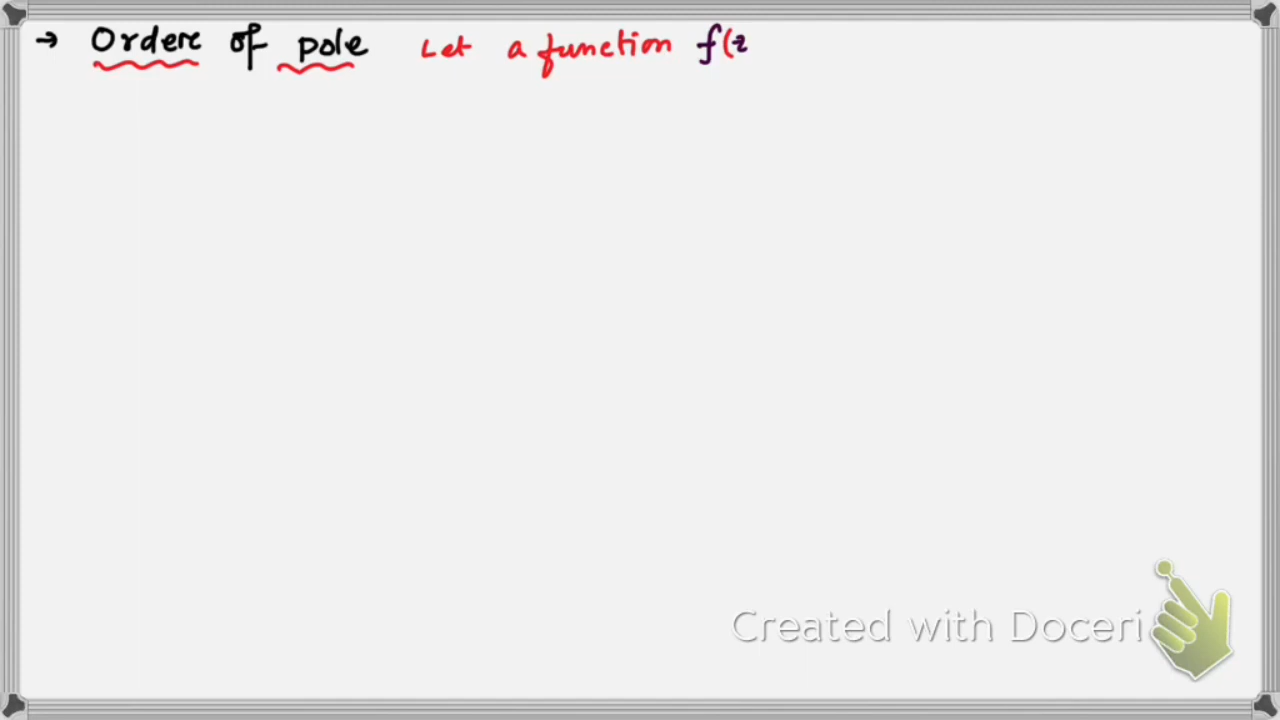 → Ordere of pole Let a function f(z
Created with Doceri